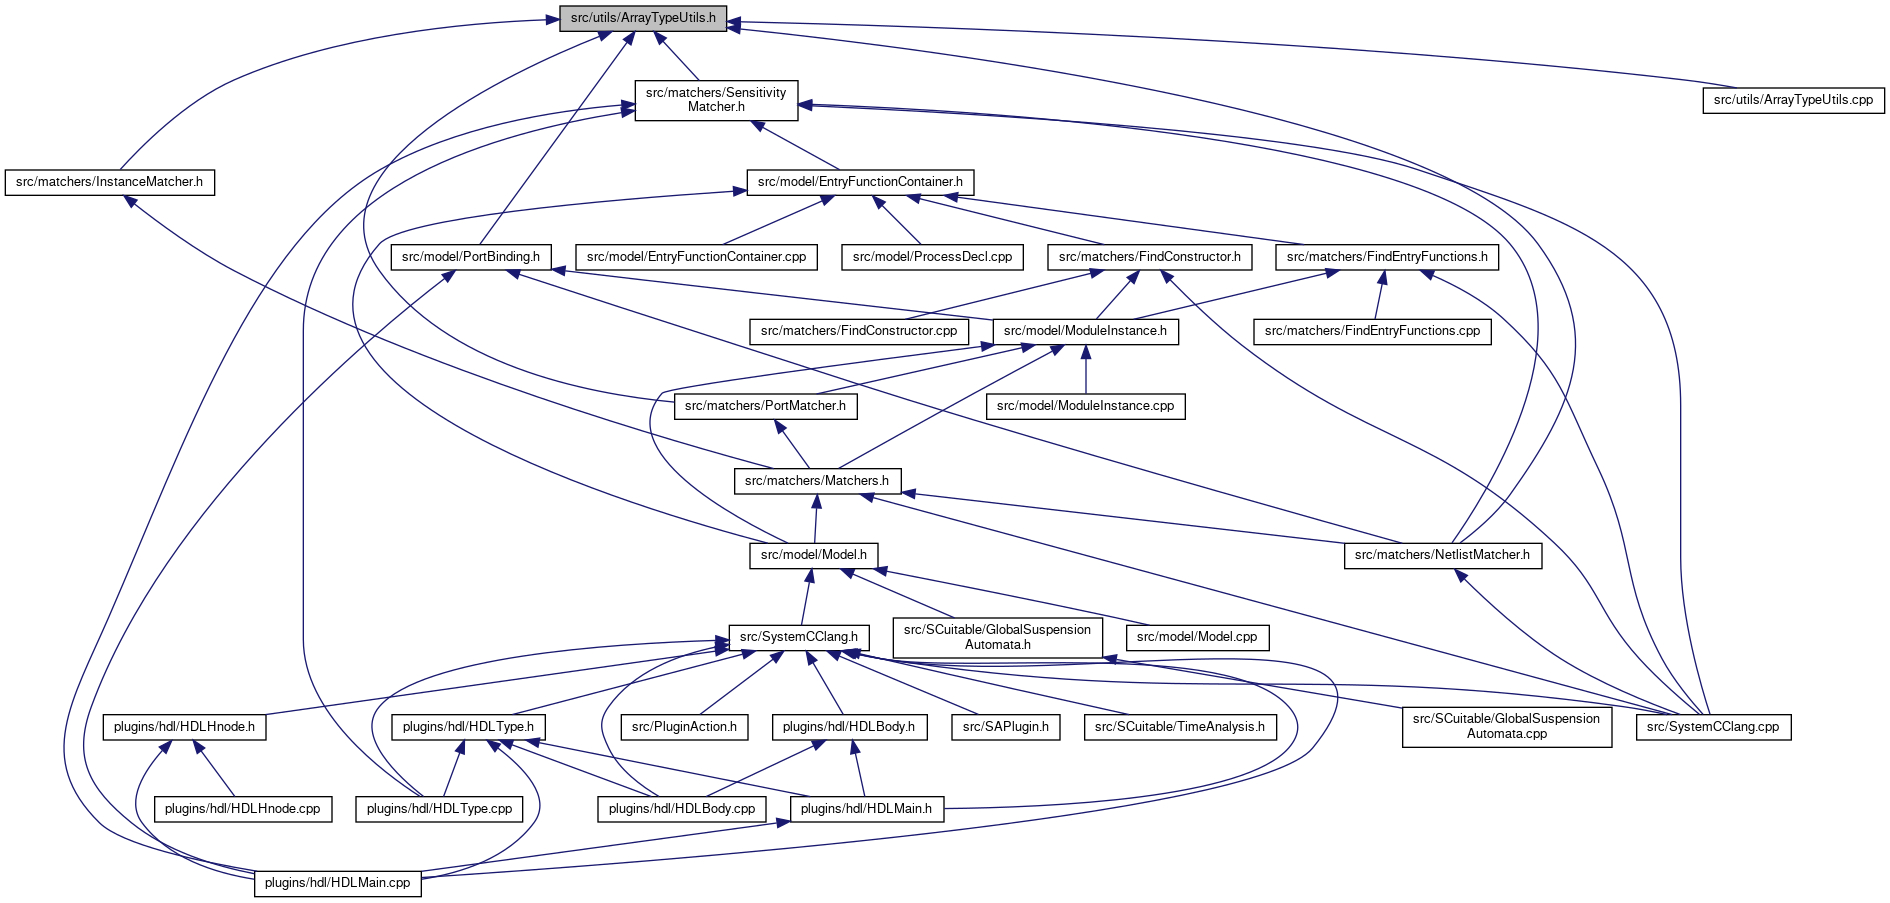 src/utils/ArrayTypeUtils.h
src/matchers/Sensitivity
Matcher.h
src/utils/ArrayTypeUtils.cpp
src/matchers/InstanceMatcher.h
src/model/EntryFunctionContainer.h
src/model/PortBinding.h
src/model/EntryFunctionContainer.cpp
src/model/ProcessDecl.cpp
src/matchers/FindConstructor.h
src/matchers/FindEntryFunctions.h
src/matchers/FindConstructor.cpp
src/model/ModuleInstance.h
src/matchers/FindEntryFunctions.cpp
src/matchers/PortMatcher.h
src/model/ModuleInstance.cpp
src/matchers/Matchers.h
src/model/Model.h
src/matchers/NetlistMatcher.h
src/SystemCClang.h
src/SCuitable/GlobalSuspension
Automata.h
src/model/Model.cpp
plugins/hdl/HDLHnode.h
plugins/hdl/HDLType.h
src/PluginAction.h
plugins/hdl/HDLBody.h
src/SAPlugin.h
src/SCuitable/TimeAnalysis.h
src/SCuitable/GlobalSuspension
Automata.cpp
src/SystemCClang.cpp
plugins/hdl/HDLHnode.cpp
plugins/hdl/HDLType.cpp
plugins/hdl/HDLBody.cpp
plugins/hdl/HDLMain.h
plugins/hdl/HDLMain.cpp